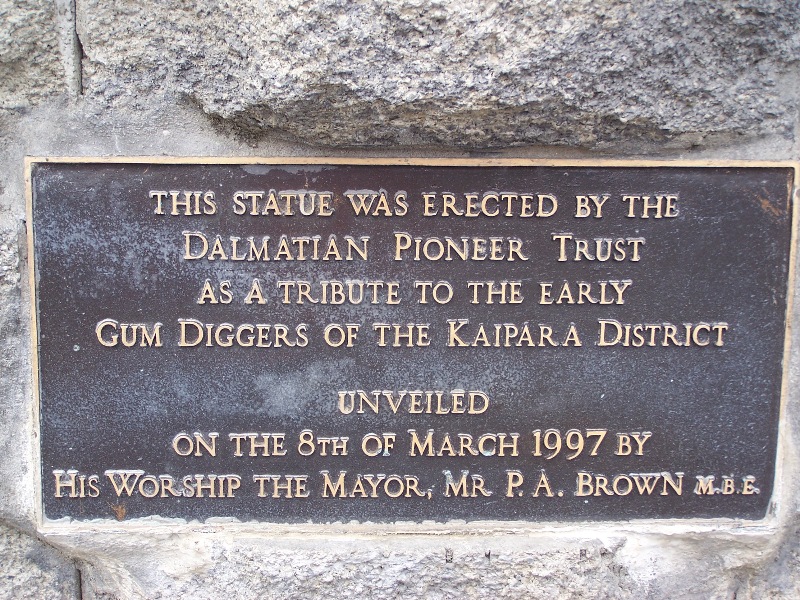 THIS STATUE WAS ERECTED BY THE
DALMATIAN PIONEER TRUST
AS A TRIBUTE TO THE EARLY
GUM DIGGERS OF THE KAIPARA DISTRICT
UNVEILED
ON THE 8TH OF MARCH 1997 BY
HIS WORSHIP THE MAYOR, MR P. A. BROWN M.B.E.